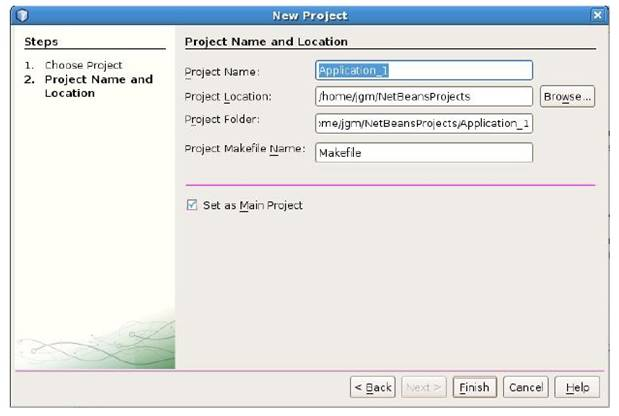 New Project
Steps
1. Choose Project
2. Project Name and
Location
Project Name and Location
Project Name: Application_1
Project Location: /home/jgm/NetBeansProjects Browse...
Project Folder: ome/jgm/NetBeansProjects/Application_1
Project Makefile Name: Makefile
Set as Main Project
< Back Next > Finish Cancel Help